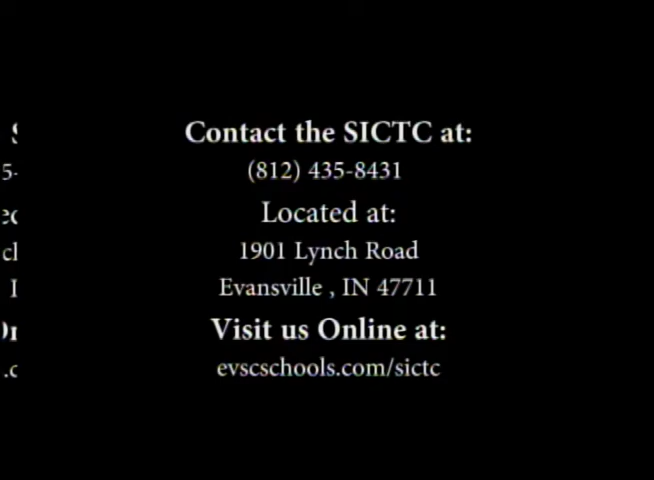 Contact the SICTC at:
(812) 435-8431
Located at:
1901 Lynch Road
Evansville , IN 47711
Visit us Online at:
evscschools.com/sictc